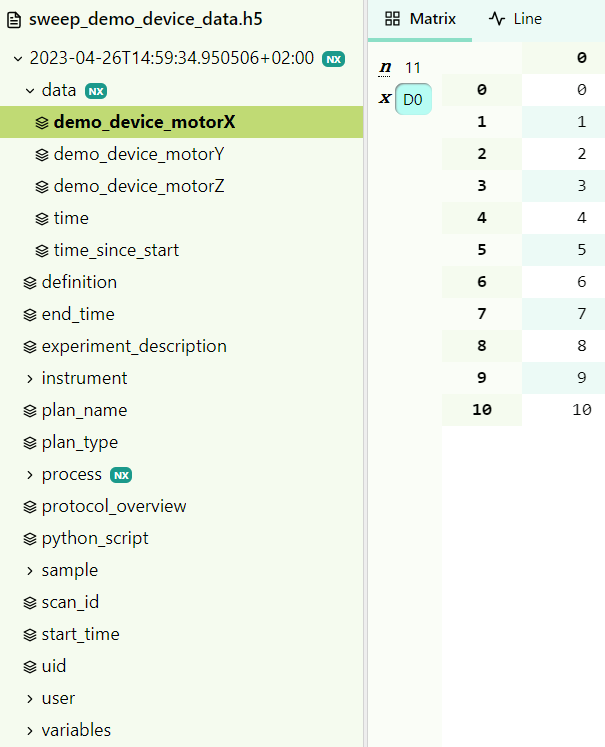 sweep_demo_device_data.h5
2023-04-26T14:59:34.950506+02:00 NX
data NX
demo_device_motorX
demo_device_motorY
demo_device_motorZ
time
time_since_start
definition
end_time
experiment_description
instrument
plan_name
plan_type
process NX
protocol_overview
python_script
sample
scan_id
start_time
uid
user
variables
Matrix Line
n 11
x D0
0
0 0
1 1
2 2
3 3
4 4
5 5
6 6
7 7
8 8
9 9
10 10